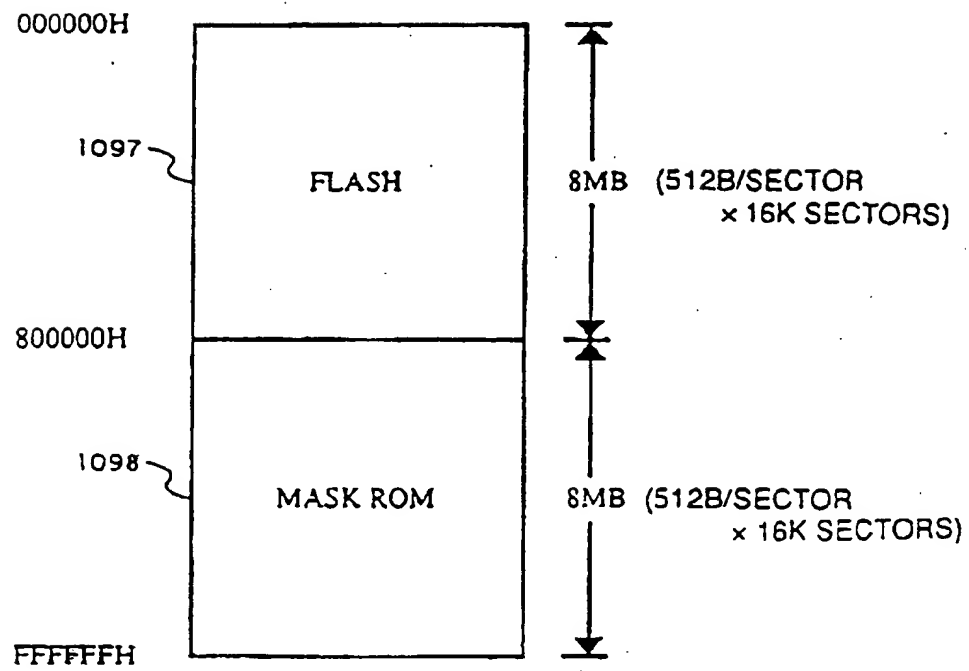 000000H
1097
FLASH
8MB (512B/SECTOR
× 16K SECTORS)
800000H
1098
MASK ROM
8MB (512B/SECTOR
× 16K SECTORS)
FFFFFFH